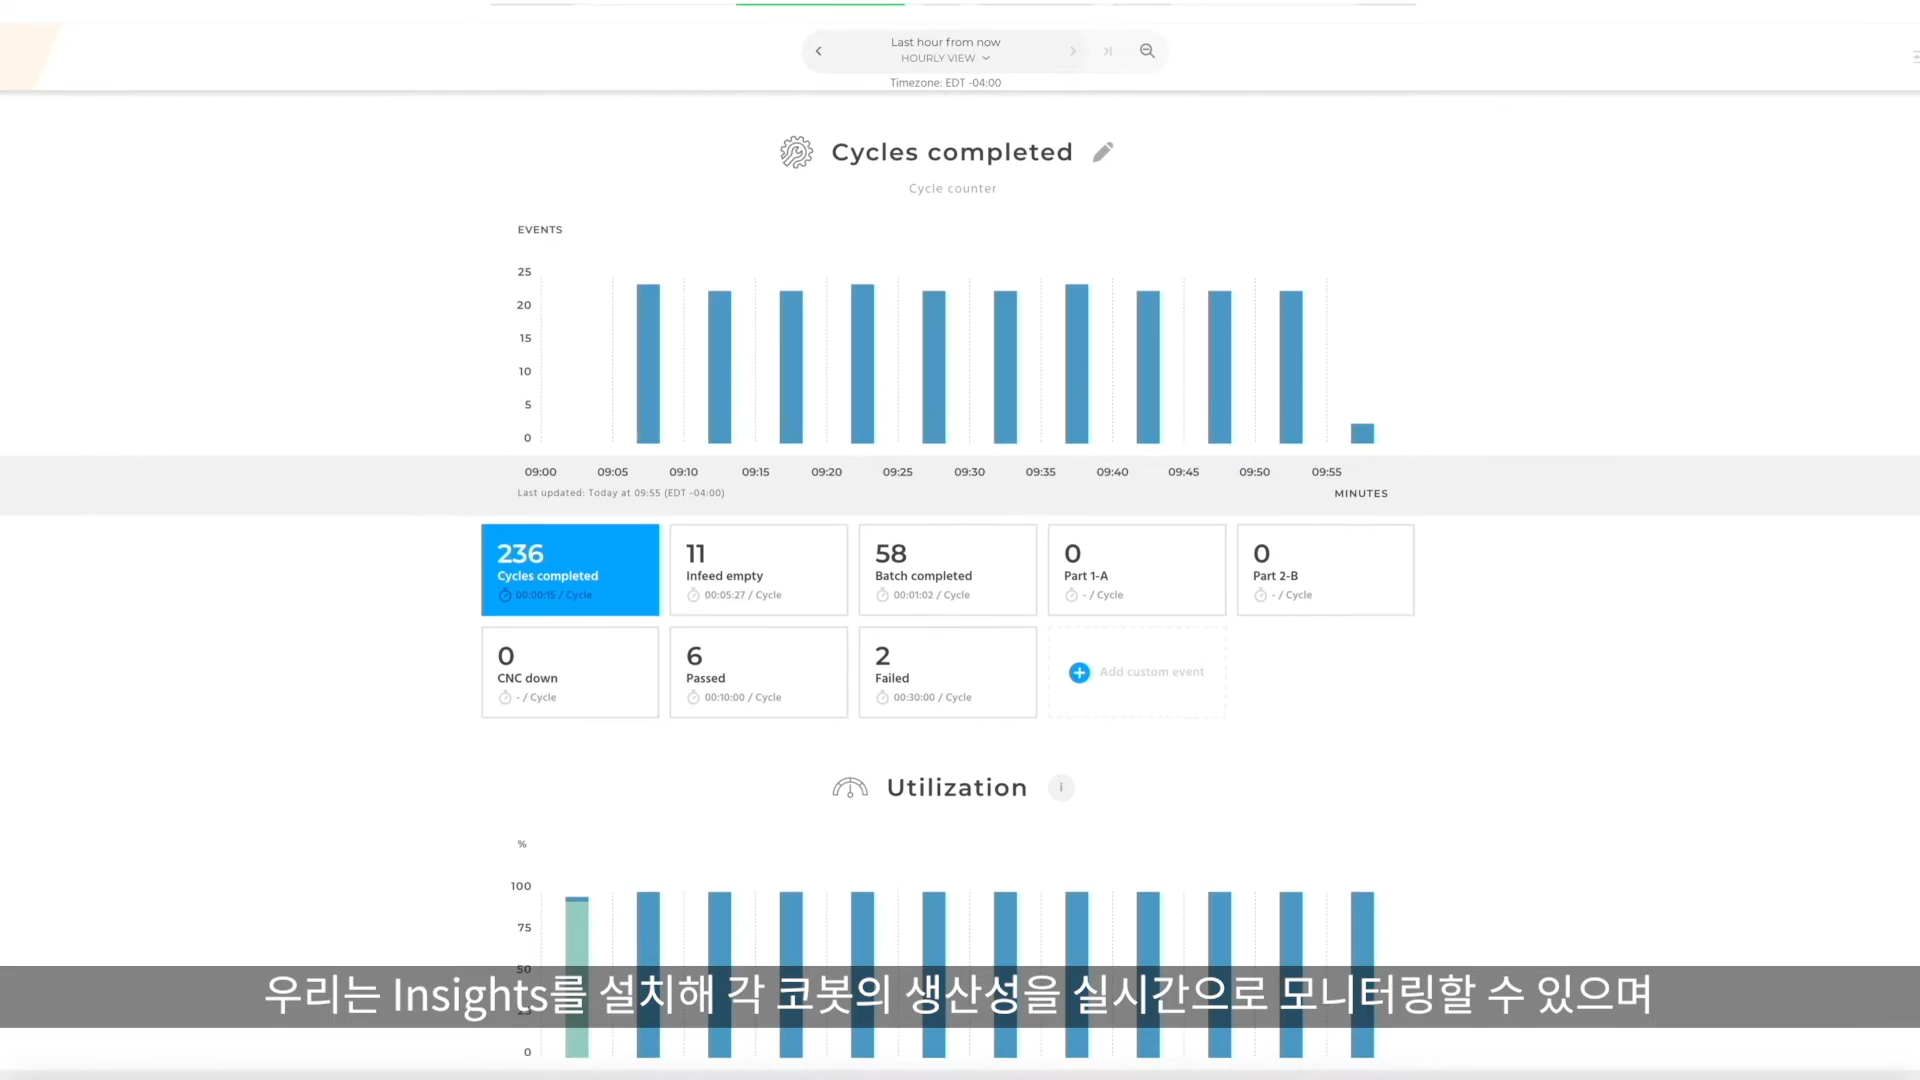 Last hour from now
HOURLY VIEW
Timezone: EDT -04:00
Cycles completed
Cycle counter
EVENTS
25
20
15
10
5
0
09:00 09:05 09:10 09:15 09:20 09:25 09:30 09:35 09:40 09:45 09:50 09:55
Last updated: Today at 09:55 (EDT -04:00)
MINUTES
236
Cycles completed
00:00:15 / Cycle
11
Infeed empty
00:05:27 / Cycle
58
Batch completed
00:01:02 / Cycle
0
Part 1-A
- / Cycle
0
Part 2-B
- / Cycle
0
CNC down
- / Cycle
6
Passed
00:10:00 / Cycle
2
Failed
00:30:00 / Cycle
Add custom event
Utilization
%
100
75
50
25
0
우리는 Insights를 설치해 각 코봇의 생산성을 실시간으로 모니터링할 수 있으며